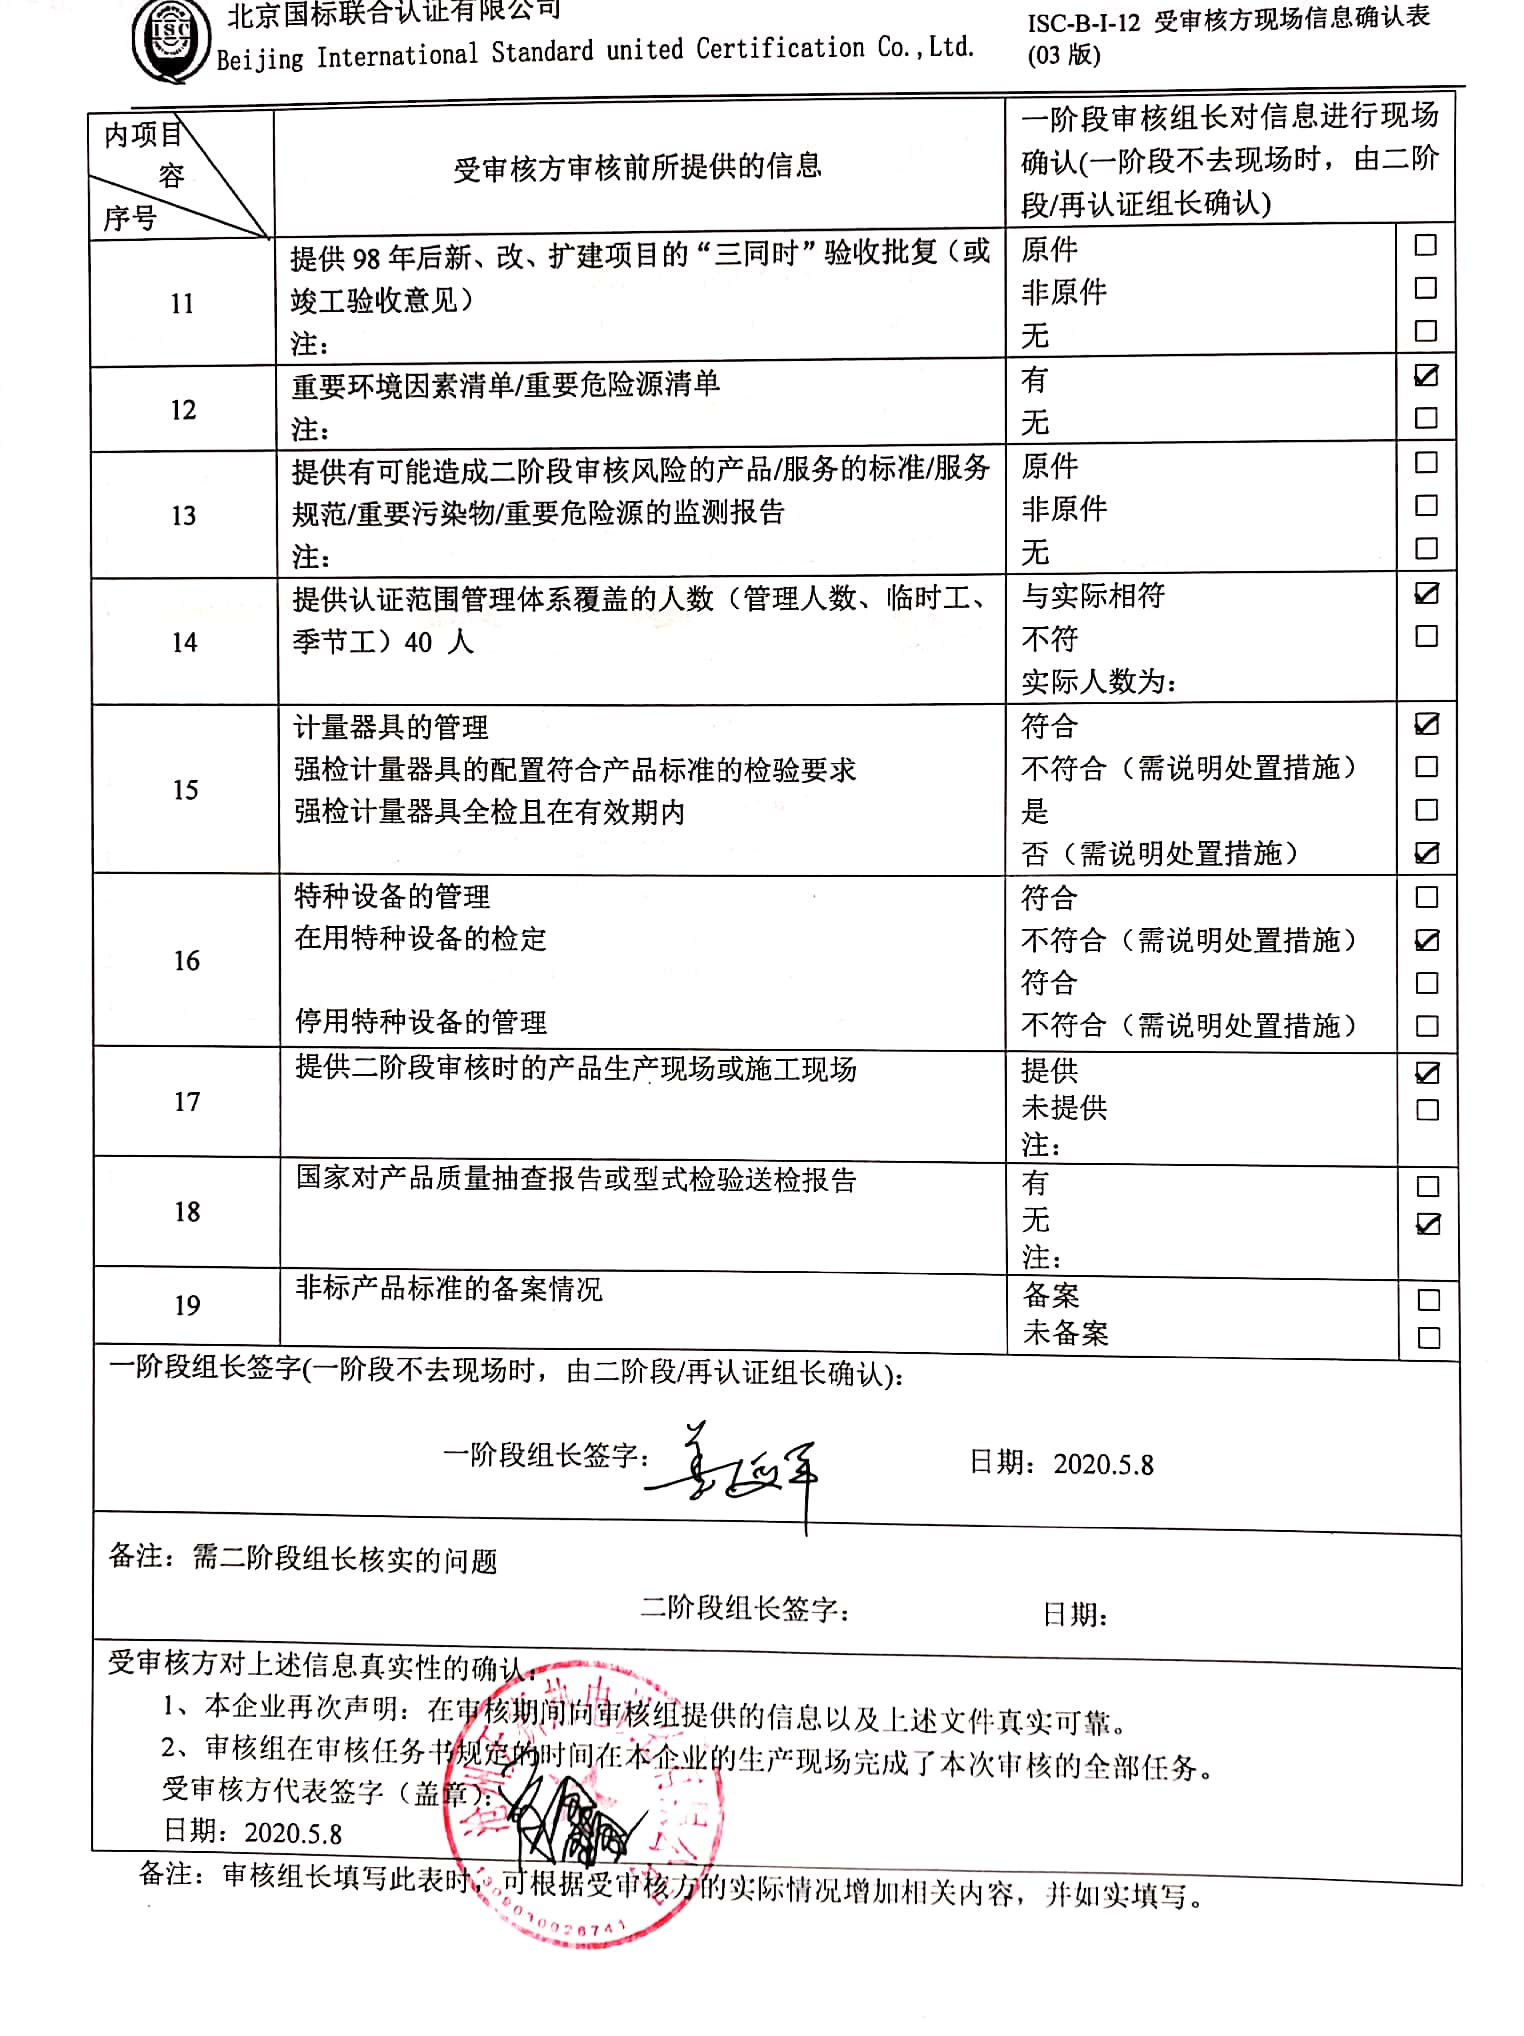 北京国标联合认证有限公司
Beijing International Standard united Certification Co.,Ltd.
ISC-B-I-12 受审核方现场信息确认表
(03 版)
ISC
内项目
容
序号
受审核方审核前所提供的信息
一阶段审核组长对信息进行现场
确认(一阶段不去现场时，由二阶
段/再认证组长确认)
11
提供 98 年后新、改、扩建项目的“三同时”验收批复（或
竣工验收意见）
注：
原件 □
非原件 □
无 □
12
重要环境因素清单/重要危险源清单
注：
有 ☑
无 □
13
提供有可能造成二阶段审核风险的产品/服务的标准/服务
规范/重要污染物/重要危险源的监测报告
注：
原件 □
非原件 □
无 □
14
提供认证范围管理体系覆盖的人数（管理人数、临时工、
季节工）40 人
与实际相符 ☑
不符 □
实际人数为：
15
计量器具的管理
强检计量器具的配置符合产品标准的检验要求
强检计量器具全检且在有效期内
符合 ☑
不符合（需说明处置措施） □
是 □
否（需说明处置措施） ☑
16
特种设备的管理
在用特种设备的检定
停用特种设备的管理
符合 □
不符合（需说明处置措施） ☑
符合 □
不符合（需说明处置措施） □
17
提供二阶段审核时的产品生产现场或施工现场
提供 ☑
未提供 □
注：
18
国家对产品质量抽查报告或型式检验送检报告
有 □
无 ☑
注：
19
非标产品标准的备案情况
备案 □
未备案 □
一阶段组长签字(一阶段不去现场时，由二阶段/再认证组长确认)：
一阶段组长签字： 日期：2020.5.8
备注：需二阶段组长核实的问题
二阶段组长签字： 日期：
受审核方对上述信息真实性的确认：
1、本企业再次声明：在审核期间向审核组提供的信息以及上述文件真实可靠。
2、审核组在审核任务书规定的时间在本企业的生产现场完成了本次审核的全部任务。
受审核方代表签字（盖章）：
日期：2020.5.8
备注：审核组长填写此表时，可根据受审核方的实际情况增加相关内容，并如实填写。